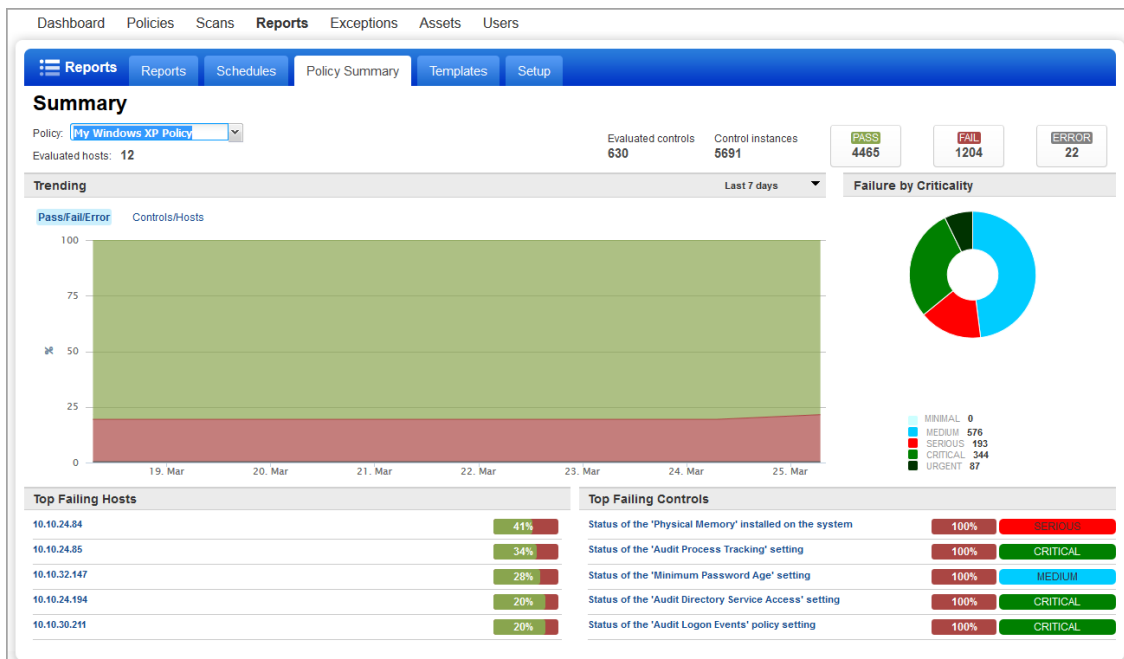 Dashboard Policies Scans Reports Exceptions Assets Users
Reports Reports Schedules Policy Summary Templates Setup
Summary
Policy: My Windows XP Policy
Evaluated hosts: 12
Evaluated controls
630
Control instances
5691
PASS
4465
FAIL
1204
ERROR
22
Trending
Last 7 days
Pass/Fail/Error Controls/Hosts
100
75
50
25
0
%
19. Mar 20. Mar 21. Mar 22. Mar 23. Mar 24. Mar 25. Mar
Failure by Criticality
MINIMAL 0
MEDIUM 576
SERIOUS 193
CRITICAL 344
URGENT 87
Top Failing Hosts
10.10.24.84 41%
10.10.24.85 34%
10.10.32.147 28%
10.10.24.194 20%
10.10.30.211 20%
Top Failing Controls
Status of the 'Physical Memory' installed on the system 100% SERIOUS
Status of the 'Audit Process Tracking' setting 100% CRITICAL
Status of the 'Minimum Password Age' setting 100% MEDIUM
Status of the 'Audit Directory Service Access' setting 100% CRITICAL
Status of the 'Audit Logon Events' policy setting 100% CRITICAL